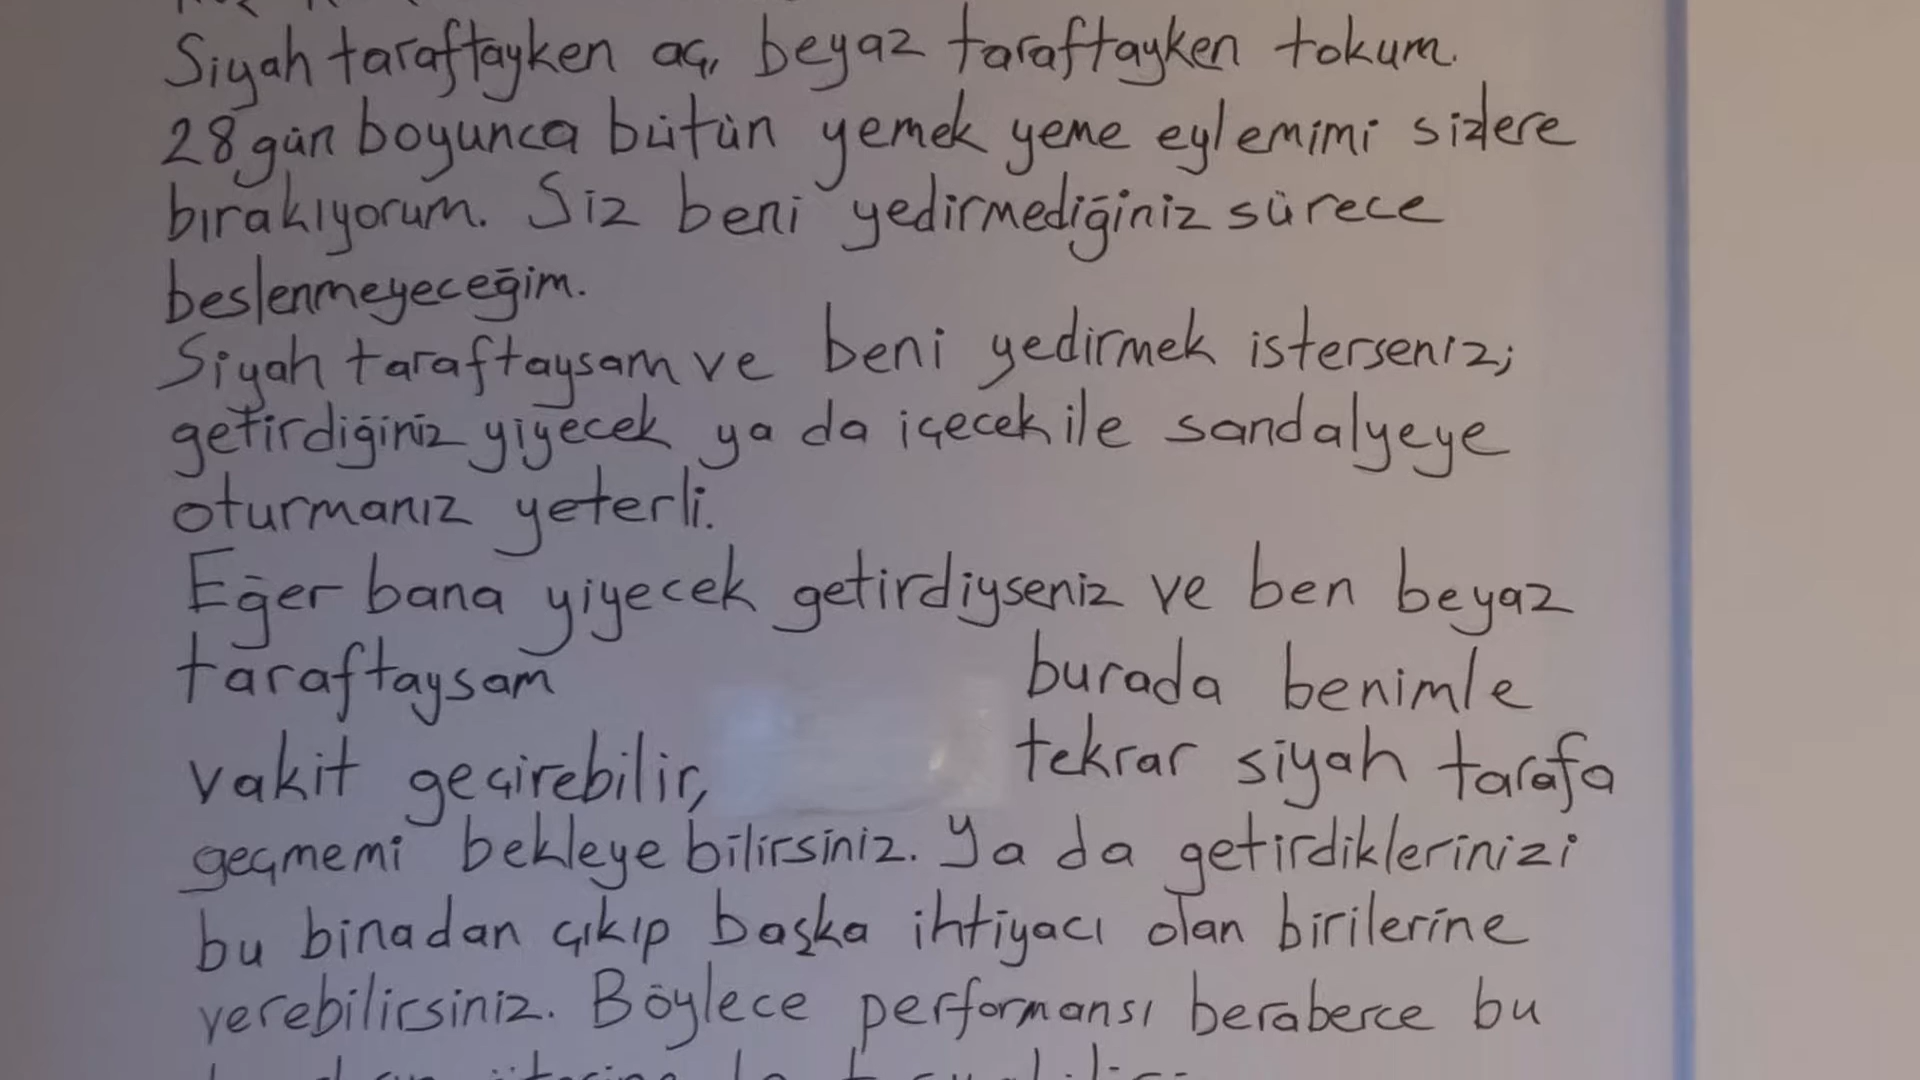 Siyah taraftayken aç, beyaz taraftayken tokum.
28 gün boyunca bütün yemek yeme eylemimi sizlere
bırakıyorum. Siz beni yedirmediğiniz sürece
beslenmeyeceğim.
Siyah taraftaysam ve beni yedirmek isterseniz;
getirdiğiniz yiyecek ya da içecek ile sandalyeye
oturmanız yeterli.
Eğer bana yiyecek getirdiyseniz ve ben beyaz
taraftaysam burada benimle
vakit geçirebilir, tekrar siyah tarafa
geçmemi bekleyebilirsiniz. Ya da getirdiklerinizi
bu binadan çıkıp başka ihtiyacı olan birilerine
verebilirsiniz. Böylece performansı beraberce bu